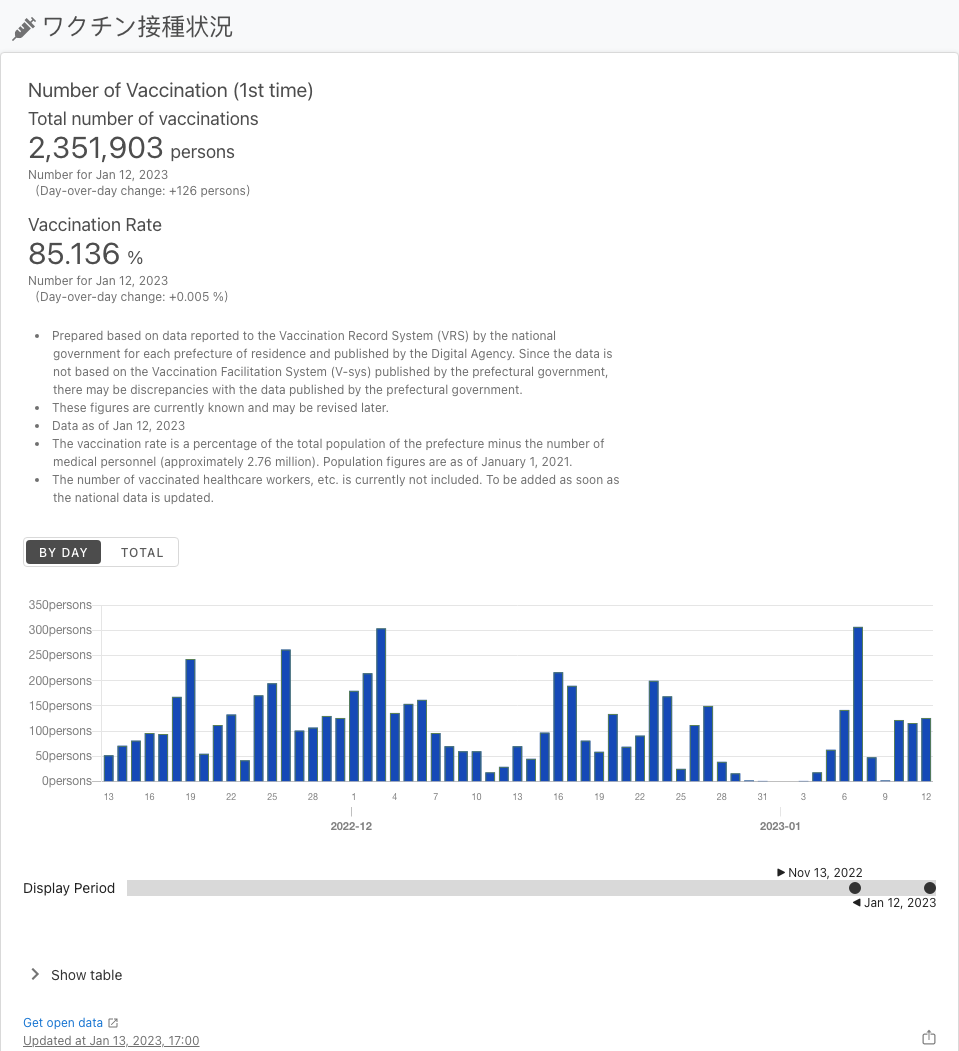 ワクチン接種状況
Number of Vaccination (1st time)
Total number of vaccinations
2,351,903 persons
Number for Jan 12, 2023
(Day-over-day change: +126 persons)
Vaccination Rate
85.136 %
Number for Jan 12, 2023
(Day-over-day change: +0.005 %)
• Prepared based on data reported to the Vaccination Record System (VRS) by the national
government for each prefecture of residence and published by the Digital Agency. Since the data is
not based on the Vaccination Facilitation System (V-sys) published by the prefectural government,
there may be discrepancies with the data published by the prefectural government.
• These figures are currently known and may be revised later.
• Data as of Jan 12, 2023
• The vaccination rate is a percentage of the total population of the prefecture minus the number of
medical personnel (approximately 2.76 million). Population figures are as of January 1, 2021.
• The number of vaccinated healthcare workers, etc. is currently not included. To be added as soon as
the national data is updated.
BY DAY TOTAL
350persons
300persons
250persons
200persons
150persons
100persons
50persons
0persons
13 16 19 22 25 28 1 4 7 10 13 16 19 22 25 28 31 3 6 9 12
2022-12 2023-01
▶ Nov 13, 2022
Display Period
◀ Jan 12, 2023
Show table
Get open data
Updated at Jan 13, 2023, 17:00